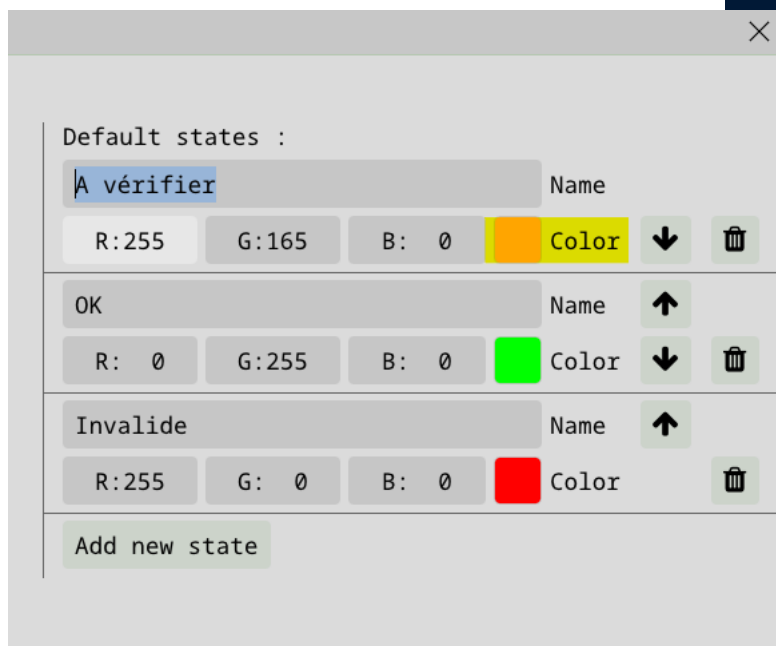 Default states :
A vérifier Name
R:255 G:165 B: 0 Color
OK Name
R: 0 G:255 B: 0 Color
Invalide Name
R:255 G: 0 B: 0 Color
Add new state